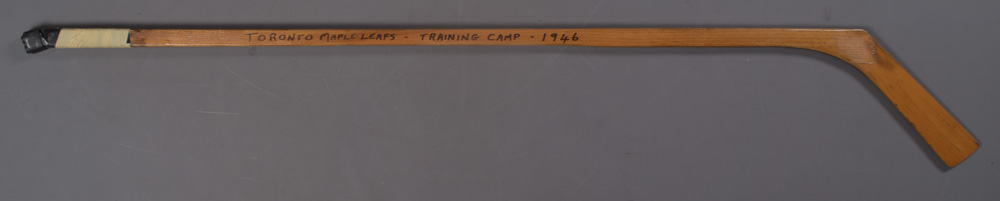 TORONTO MAPLE LEAFS - TRAINING CAMP - 1946